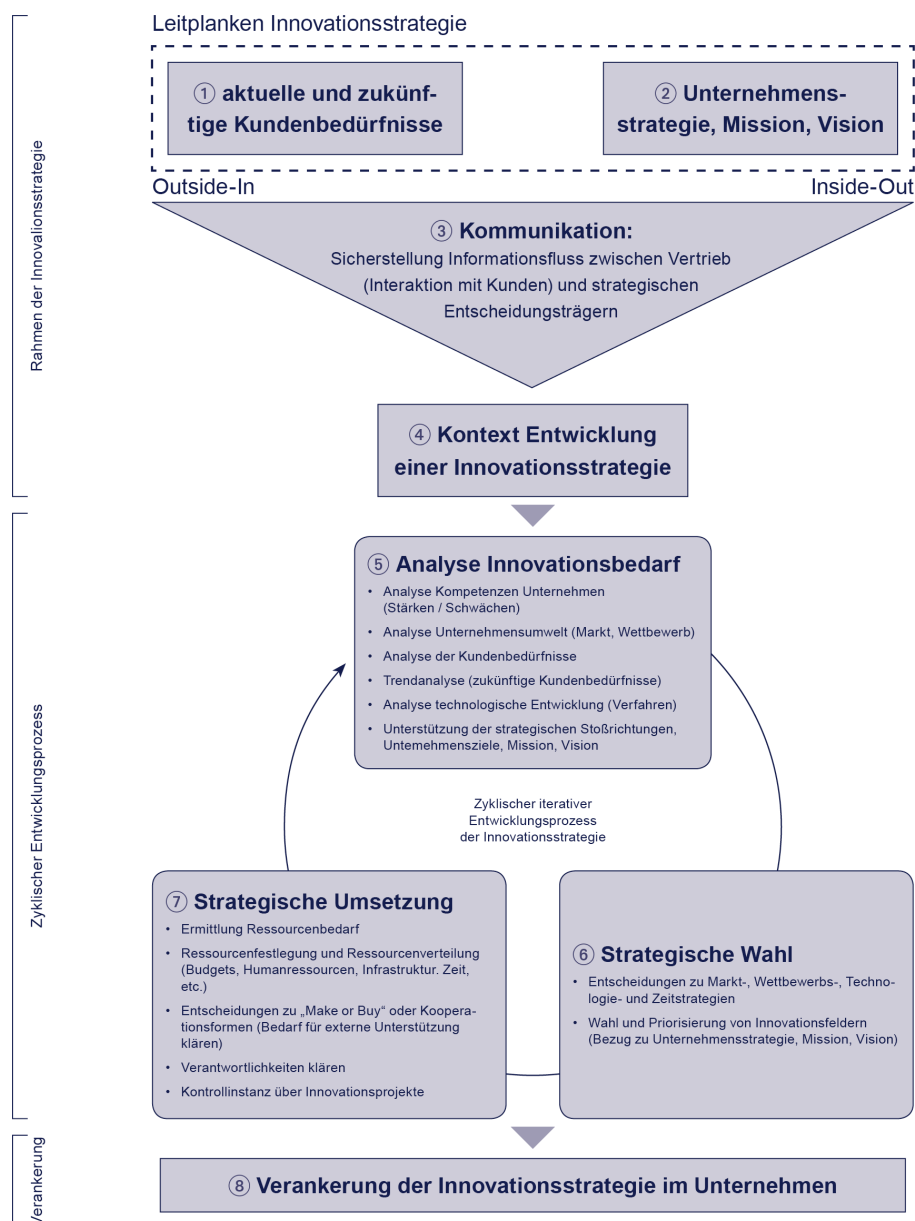 Leitplanken Innovationsstrategie
① aktuelle und zukünf-
tige Kundenbedürfnisse
② Unternehmens-
strategie, Mission, Vision
Outside-In
Inside-Out
③ Kommunikation:
Sicherstellung Informationsfluss zwischen Vertrieb
(Interaktion mit Kunden) und strategischen
Entscheidungsträgern
④ Kontext Entwicklung
einer Innovationsstrategie
Rahmen der Innovalionsstrategie
⑤ Analyse Innovationsbedarf
• Analyse Kompetenzen Unternehmen
(Stärken / Schwächen)
• Analyse Unternehmensumwelt (Markt, Wettbewerb)
• Analyse der Kundenbedürfnisse
• Trendanalyse (zukünftige Kundenbedürfnisse)
• Analyse technologische Entwicklung (Verfahren)
• Unterstützung der strategischen Stoßrichtungen,
Untemehmensziele, Mission, Vision
Zyklischer iterativer
Entwicklungsprozess
der Innovationsstrategie
Zyklischer Entwicklungsprozess
⑦ Strategische Umsetzung
• Ermittlung Ressourcenbedarf
• Ressourcenfestlegung und Ressourcenverteilung
(Budgets, Humanressourcen, Infrastruktur. Zeit,
etc.)
• Entscheidungen zu „Make or Buy“ oder Koopera-
tionsformen (Bedarf für externe Unterstützung
klären)
• Verantwortlichkeiten klären
• Kontrollinstanz über Innovationsprojekte
⑥ Strategische Wahl
• Entscheidungen zu Markt-, Wettbewerbs-, Techno-
logie- und Zeitstrategien
• Wahl und Priorisierung von Innovationsfeldern
(Bezug zu Unternehmensstrategie, Mission, Vision)
Verankerung
⑧ Verankerung der Innovationsstrategie im Unternehmen